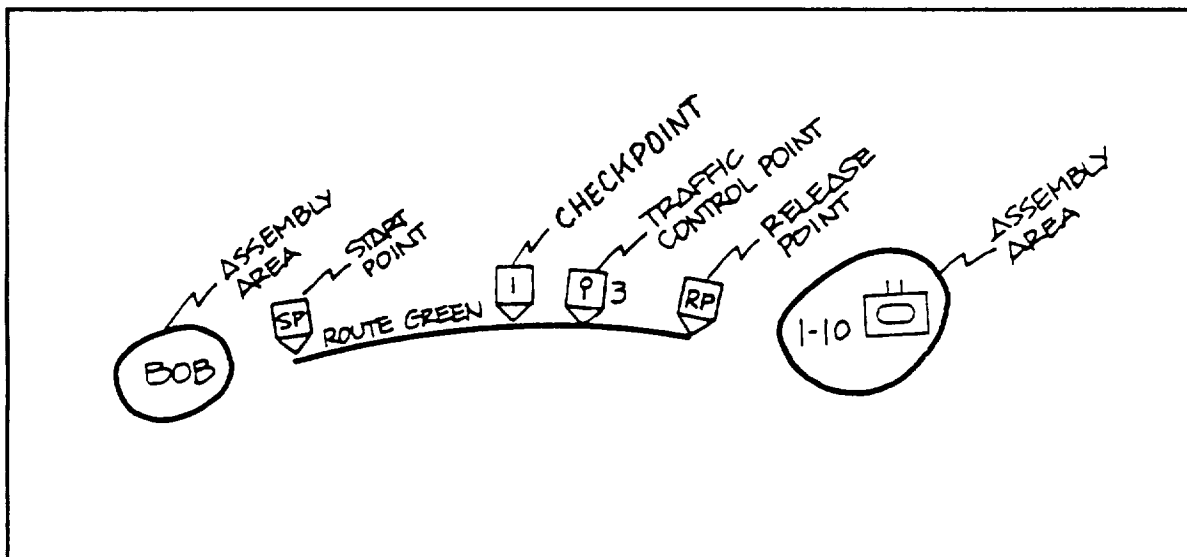 ASSEMBLY
AREA
START
POINT
CHECKPOINT
TRAFFIC
CONTROL POINT
RELEASE
POINT
ASSEMBLY
AREA
BOB
SP
ROUTE GREEN
1
3
RP
1-10